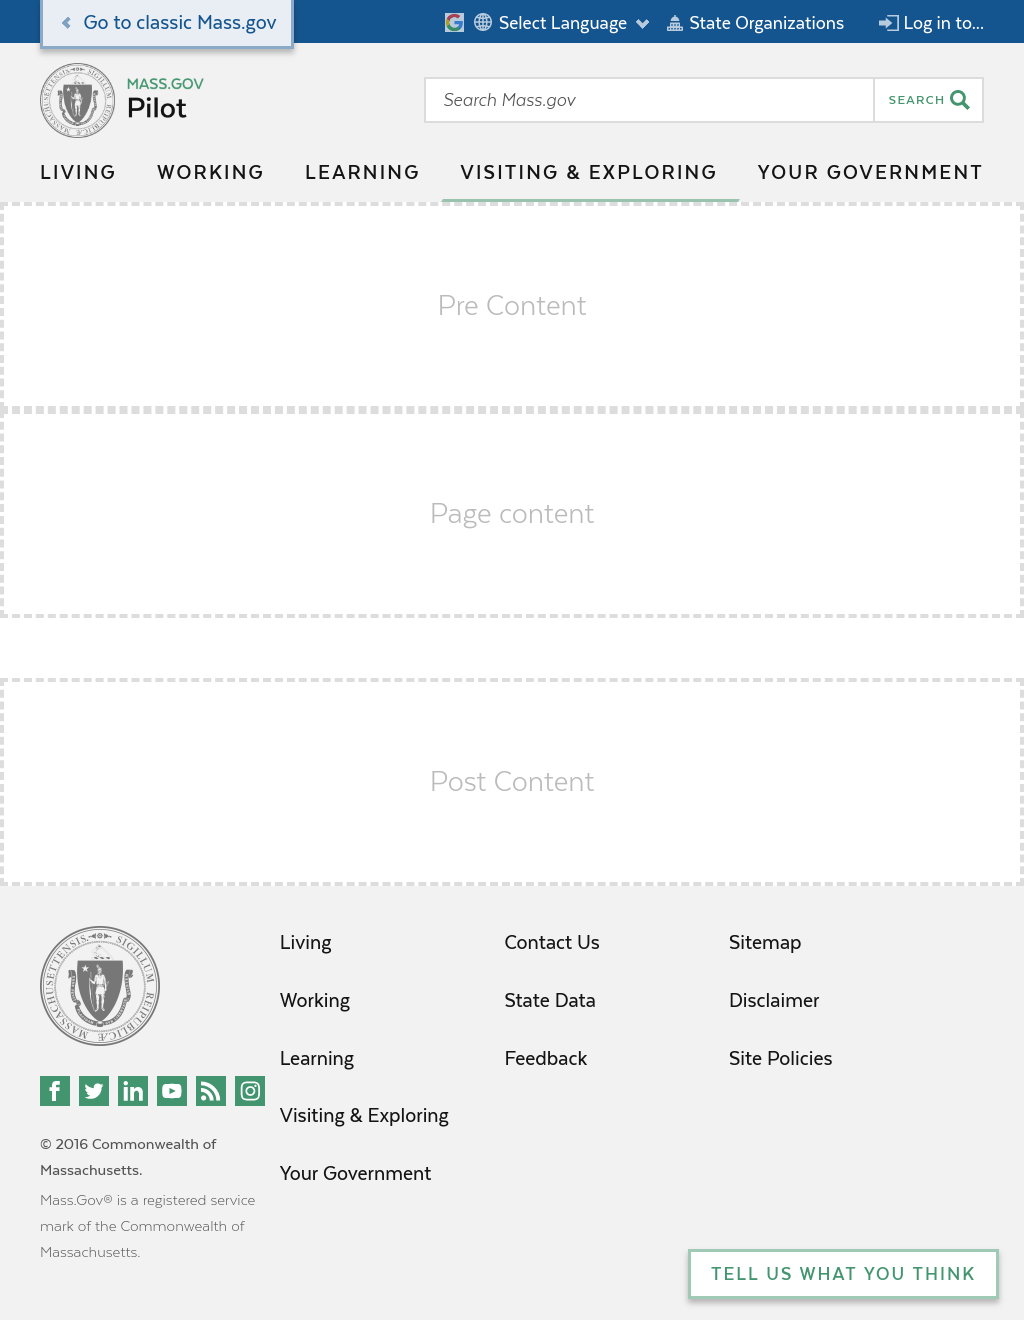 Go to classic Mass.gov
Select Language
State Organizations
Log in to...
MASS.GOV
Pilot
Search Mass.gov
SEARCH
LIVING
WORKING
LEARNING
VISITING & EXPLORING
YOUR GOVERNMENT
Pre Content
Page content
Post Content
SIGILLUM REIPUBLICÆ MASSACHUSETTENSIS
Living
Working
Learning
Visiting & Exploring
Your Government
Contact Us
State Data
Feedback
Sitemap
Disclaimer
Site Policies
© 2016 Commonwealth of
Massachusetts.
Mass.Gov® is a registered service
mark of the Commonwealth of
Massachusetts.
TELL US WHAT YOU THINK